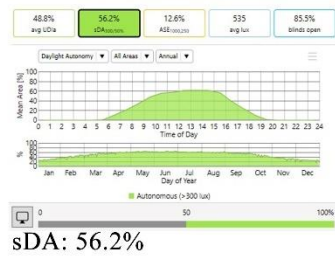 48.8% 56.2% 12.6% 535 85.5%
avg UDIa sDA300/50% ASE1000,250 avg lux blinds open
Daylight Autonomy ▼ All Areas ▼ Annual ▼
Mean Area [%]
100
80
60
40
20
0
0 1 2 3 4 5 6 7 8 9 10 11 12 13 14 15 16 17 18 19 20 21 22 23 24
Time of Day
%
100
80
Jan Feb Mar Apr May Jun Jul Aug Sep Oct Nov Dec
Day of Year
Autonomous (>300 lux)
0 50 100%
sDA: 56.2%